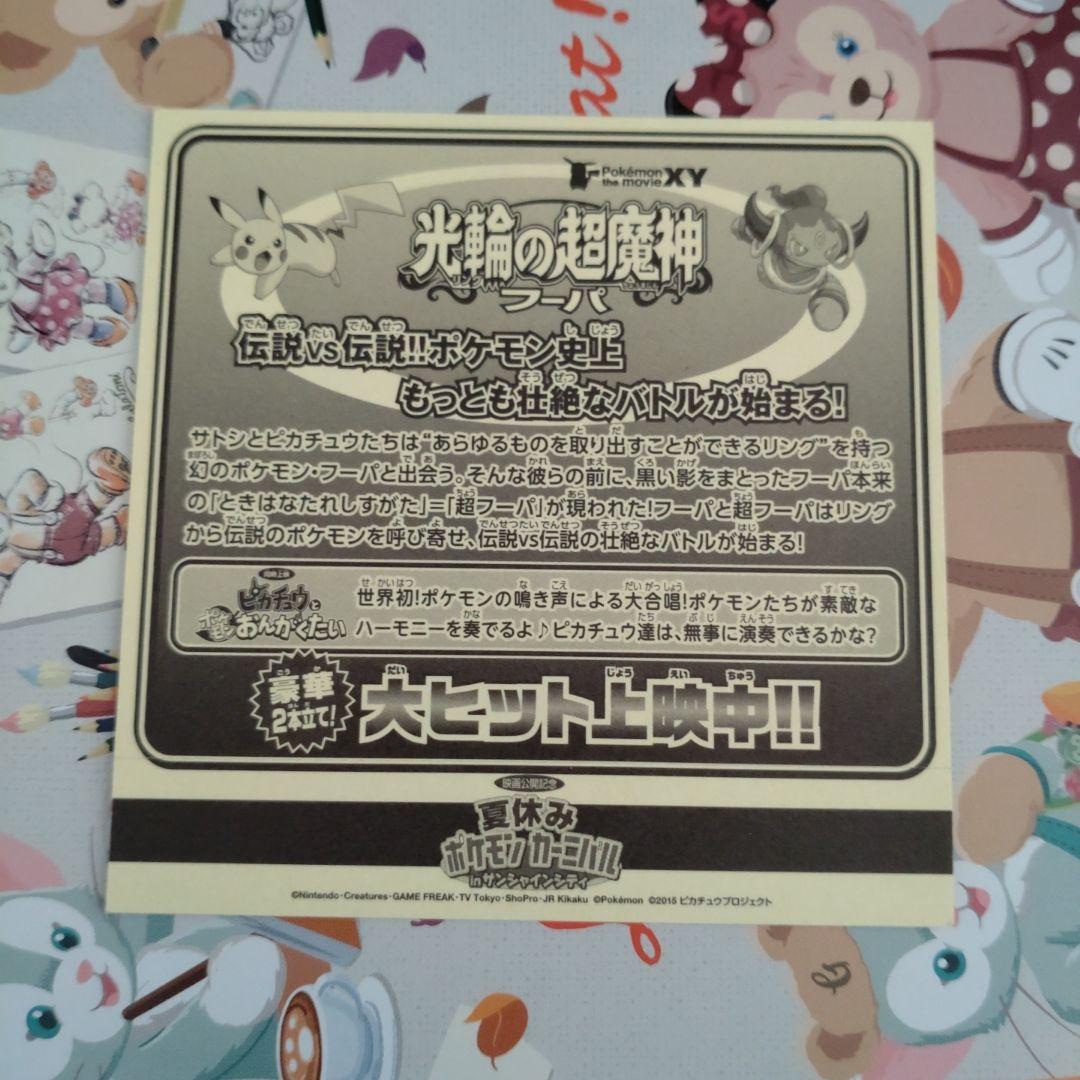 at!
Pokémon
the movie XY
光輪の超魔神
リング
フーパ
伝説vs伝説!!ポケモン史上
もっとも壮絶なバトルが始まる!
サトシとピカチュウたちは“あらゆるものを取り出すことができるリング”を持つ
幻のポケモン・フーパと出会う。そんな彼らの前に、黒い影をまとったフーパ本来
の「ときはなたれしすがた」=「超フーパ」が現われた!フーパと超フーパはリング
から伝説のポケモンを呼び寄せ、伝説vs伝説の壮絶なバトルが始まる!
同時上映
ピカチュウと
ポケモン
おんがくたい
世界初!ポケモンの鳴き声による大合唱!ポケモンたちが素敵な
ハーモニーを奏でるよ♪ピカチュウ達は、無事に演奏できるかな?
豪華
2本立て!
大ヒット上映中!!
映画公開記念
夏休み
ポケモンカーニバル
inサンシャインシティ
©Nintendo・Creatures・GAME FREAK・TV Tokyo・ShoPro・JR Kikaku ©Pokémon ©2015 ピカチュウプロジェクト